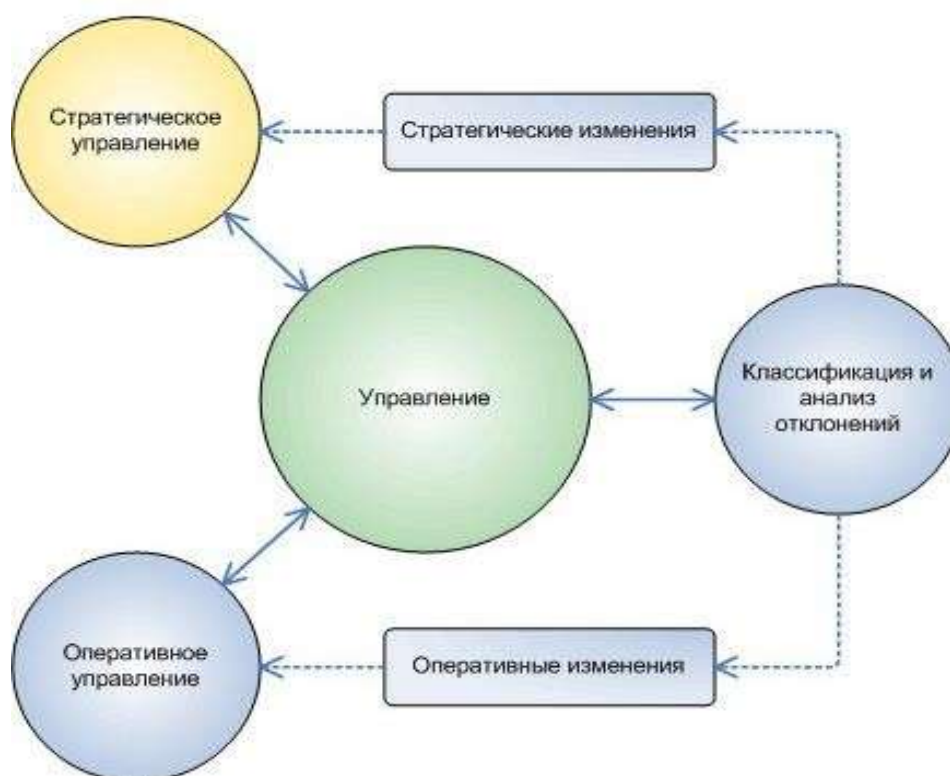 Стратегическое
управление
Стратегические изменения
Управление
Классификация и
анализ
отклонений
Оперативное
управление
Оперативные изменения